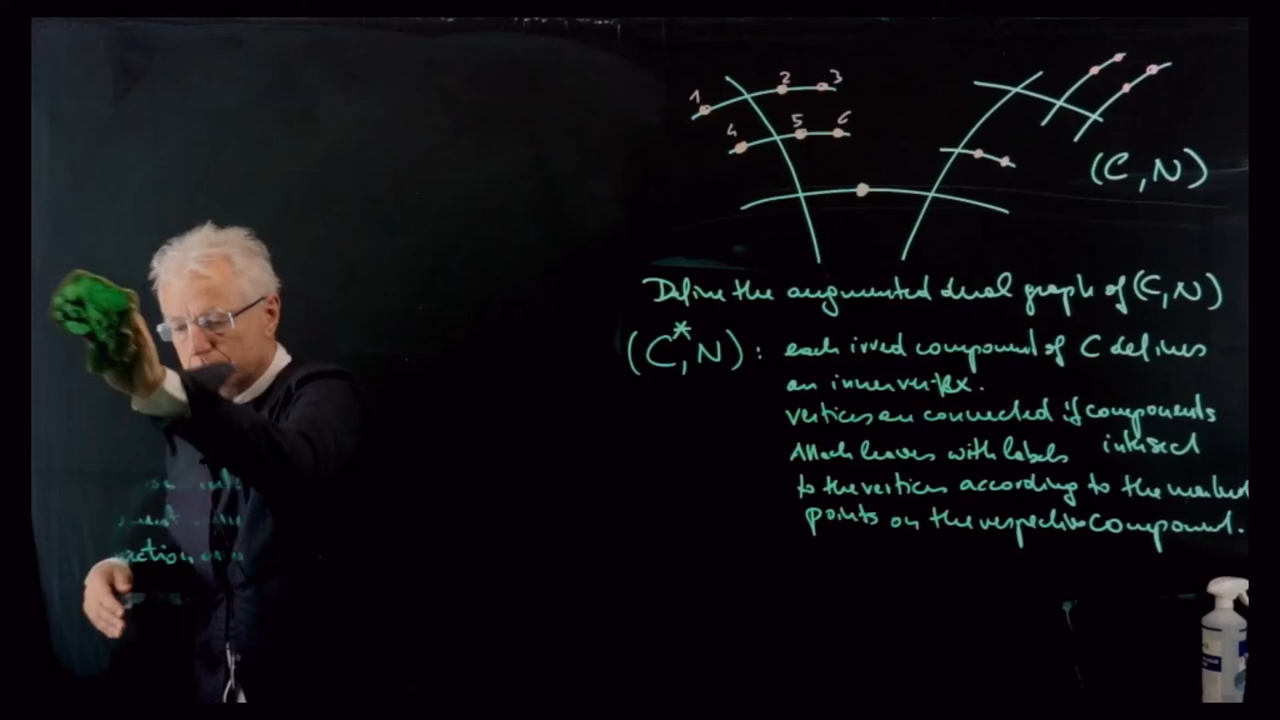 1 2 3
4 5 6
(C, N)
Define the augmented dual graph of (C, N)
(C*, N): each irred component of C defines
an inner vertex.
vertices are connected if components
intersect
Attach leaves with labels
to the vertices according to the marked
points on the respective component.